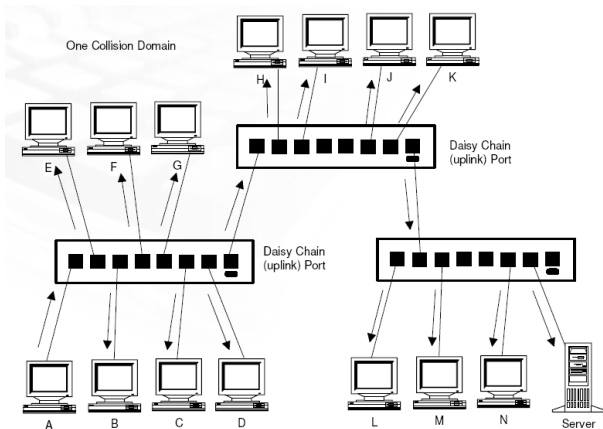 One Collision Domain
H
I
J
K
E
F
G
Daisy Chain
(uplink) Port
Daisy Chain
(uplink) Port
A
B
C
D
L
M
N
Server